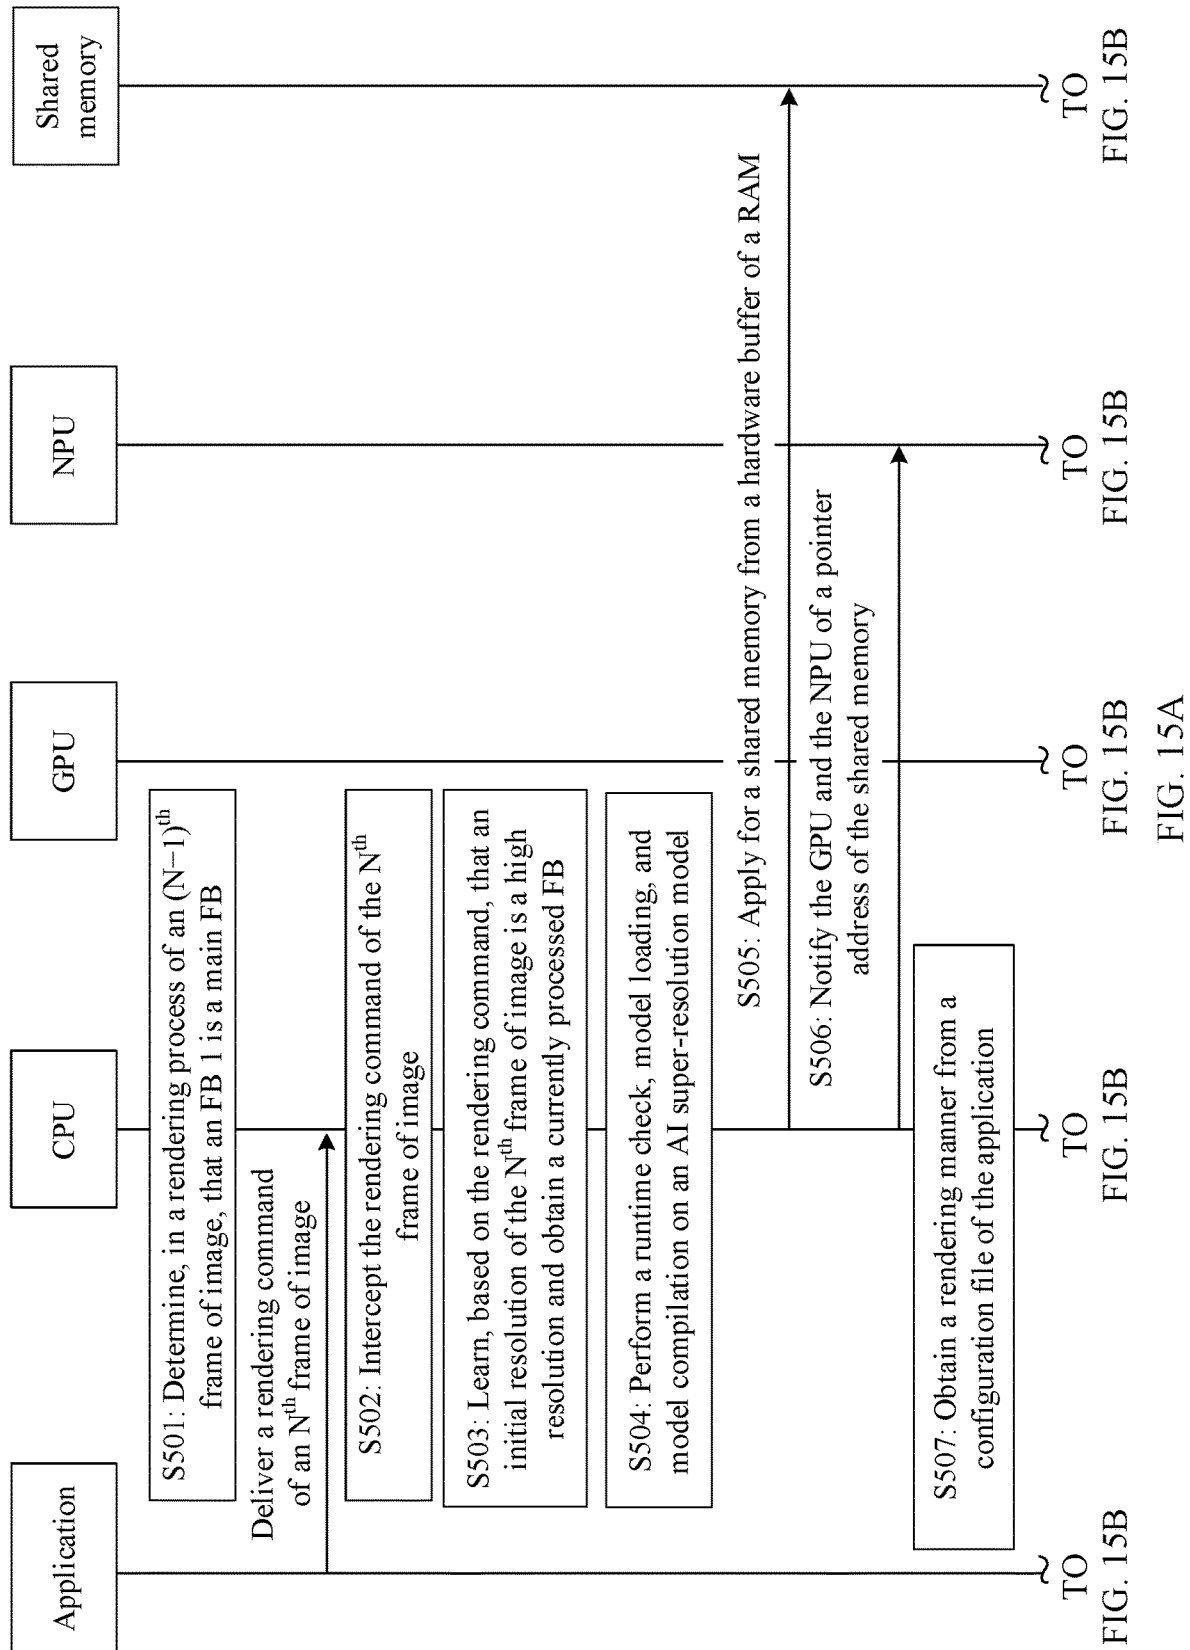 Application
CPU
GPU
NPU
Shared
memory
S501: Determine, in a rendering process of an (N−1)th
frame of image, that an FB 1 is a main FB
Deliver a rendering command
of an Nth frame of image
S502: Intercept the rendering command of the Nth
frame of image
S503: Learn, based on the rendering command, that an
initial resolution of the Nth frame of image is a high
resolution and obtain a currently processed FB
S504: Perform a runtime check, model loading, and
model compilation on an AI super-resolution model
S505: Apply for a shared memory from a hardware buffer of a RAM
S506: Notify the GPU and the NPU of a pointer
address of the shared memory
S507: Obtain a rendering manner from a
configuration file of the application
TO
FIG. 15B
TO
FIG. 15B
TO
FIG. 15B
TO
FIG. 15B
TO
FIG. 15B
FIG. 15A